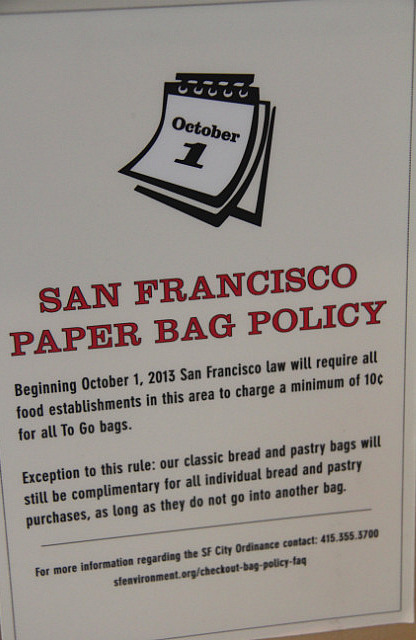 October
1
SAN FRANCISCO
PAPER BAG POLICY
Beginning October 1, 2013 San Francisco law will require all
food establishments in this area to charge a minimum of 10¢
for all To Go bags.
Exception to this rule: our classic bread and pastry bags will
still be complimentary for all individual bread and pastry
purchases, as long as they do not go into another bag.
For more information regarding the SF City Ordinance contact: 415.355.3700
sfenvironment.org/checkout-bag-policy-faq